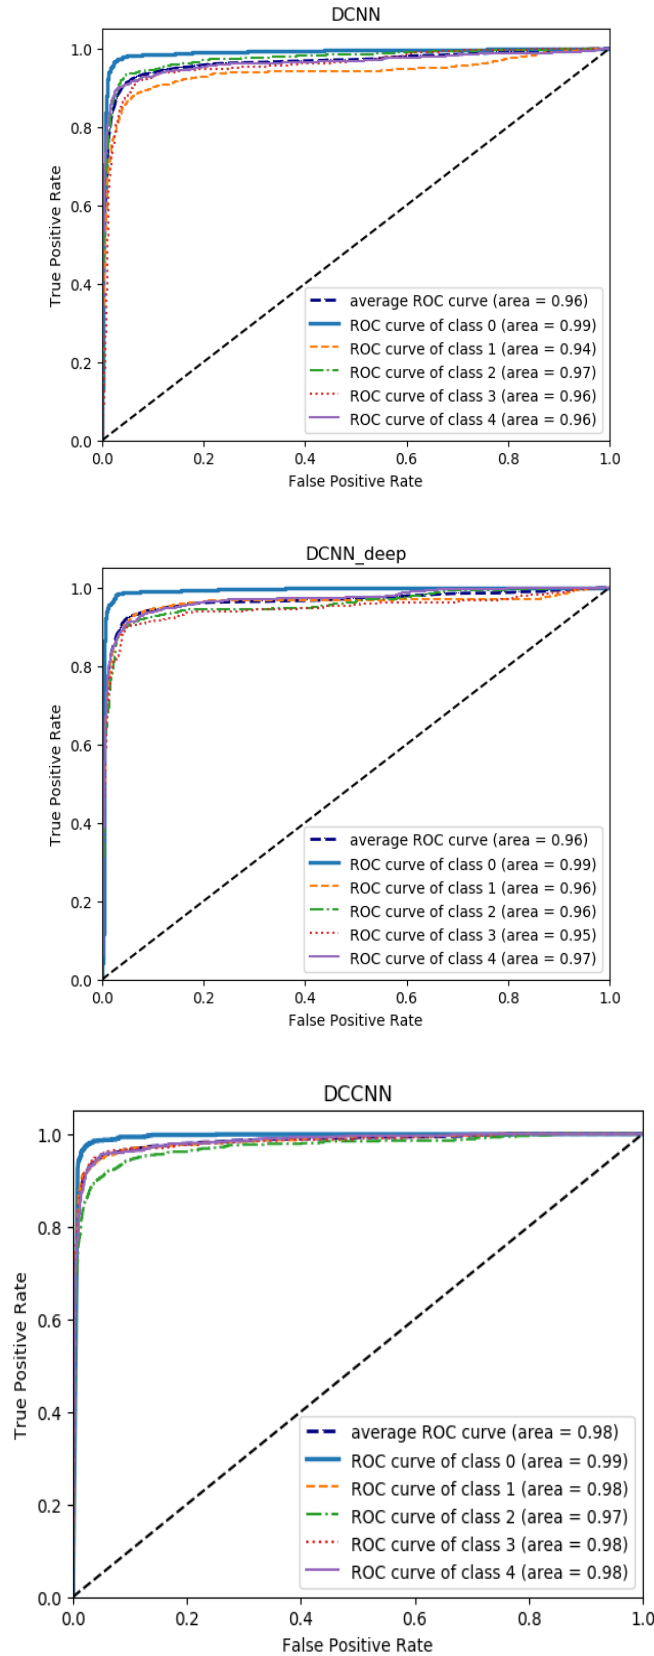 DCNN
1.0
0.8
0.6
0.4
0.2
0.0
True Positive Rate
average ROC curve (area = 0.96)
ROC curve of class 0 (area = 0.99)
ROC curve of class 1 (area = 0.94)
ROC curve of class 2 (area = 0.97)
ROC curve of class 3 (area = 0.96)
ROC curve of class 4 (area = 0.96)
0.0 0.2 0.4 0.6 0.8 1.0
False Positive Rate
DCNN_deep
1.0
0.8
0.6
0.4
0.2
0.0
True Positive Rate
average ROC curve (area = 0.96)
ROC curve of class 0 (area = 0.99)
ROC curve of class 1 (area = 0.96)
ROC curve of class 2 (area = 0.96)
ROC curve of class 3 (area = 0.95)
ROC curve of class 4 (area = 0.97)
0.0 0.2 0.4 0.6 0.8 1.0
False Positive Rate
DCCNN
1.0
0.8
0.6
0.4
0.2
0.0
True Positive Rate
average ROC curve (area = 0.98)
ROC curve of class 0 (area = 0.99)
ROC curve of class 1 (area = 0.98)
ROC curve of class 2 (area = 0.97)
ROC curve of class 3 (area = 0.98)
ROC curve of class 4 (area = 0.98)
0.0 0.2 0.4 0.6 0.8 1.0
False Positive Rate